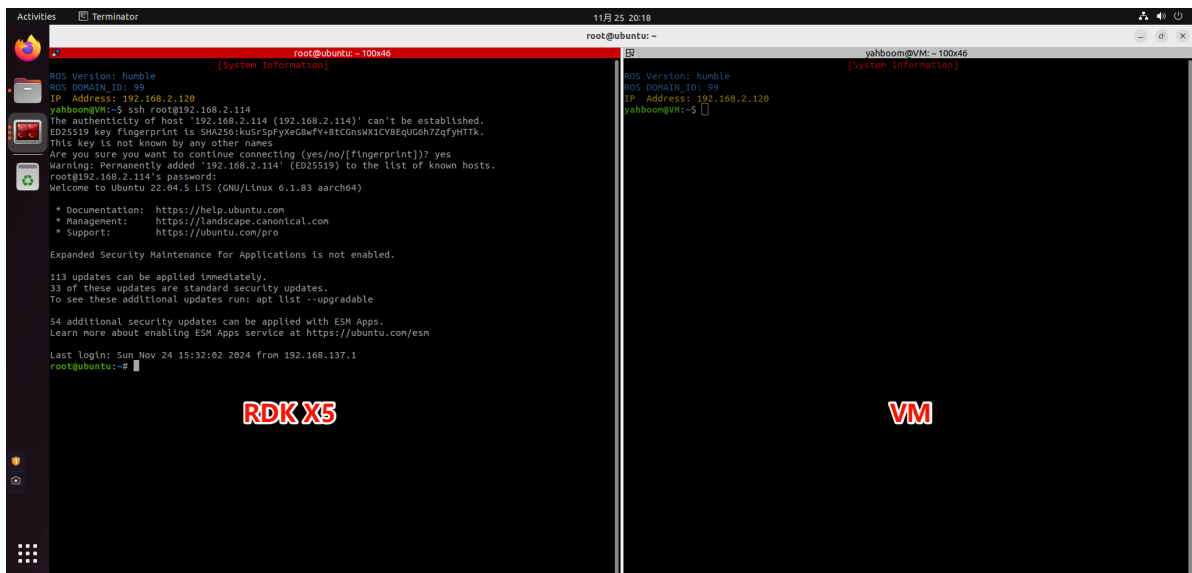 Activities
Terminator
11月 25 20:18
root@ubuntu: ~
root@ubuntu: ~ 100x46
[System Information]
ROS Version: humble
ROS DOMAIN_ID: 99
IP  Address: 192.168.2.120
yahboom@VM:~$ ssh root@192.168.2.114
The authenticity of host '192.168.2.114 (192.168.2.114)' can't be established.
ED25519 key fingerprint is SHA256:kuSrSpFyXeG8wfY+8tCGnsWX1CY8EqUG6h7ZqfyHTTk.
This key is not known by any other names
Are you sure you want to continue connecting (yes/no/[fingerprint])? yes
Warning: Permanently added '192.168.2.114' (ED25519) to the list of known hosts.
root@192.168.2.114's password:
Welcome to Ubuntu 22.04.5 LTS (GNU/Linux 6.1.83 aarch64)
* Documentation:  https://help.ubuntu.com
* Management:     https://landscape.canonical.com
* Support:        https://ubuntu.com/pro
Expanded Security Maintenance for Applications is not enabled.
113 updates can be applied immediately.
33 of these updates are standard security updates.
To see these additional updates run: apt list --upgradable
54 additional security updates can be applied with ESM Apps.
Learn more about enabling ESM Apps service at https://ubuntu.com/esm
Last login: Sun Nov 24 15:32:02 2024 from 192.168.137.1
root@ubuntu:~#
RDK X5
yahboom@VM: ~ 100x46
[System Information]
ROS Version: humble
ROS DOMAIN_ID: 99
IP  Address: 192.168.2.120
yahboom@VM:~$
VM